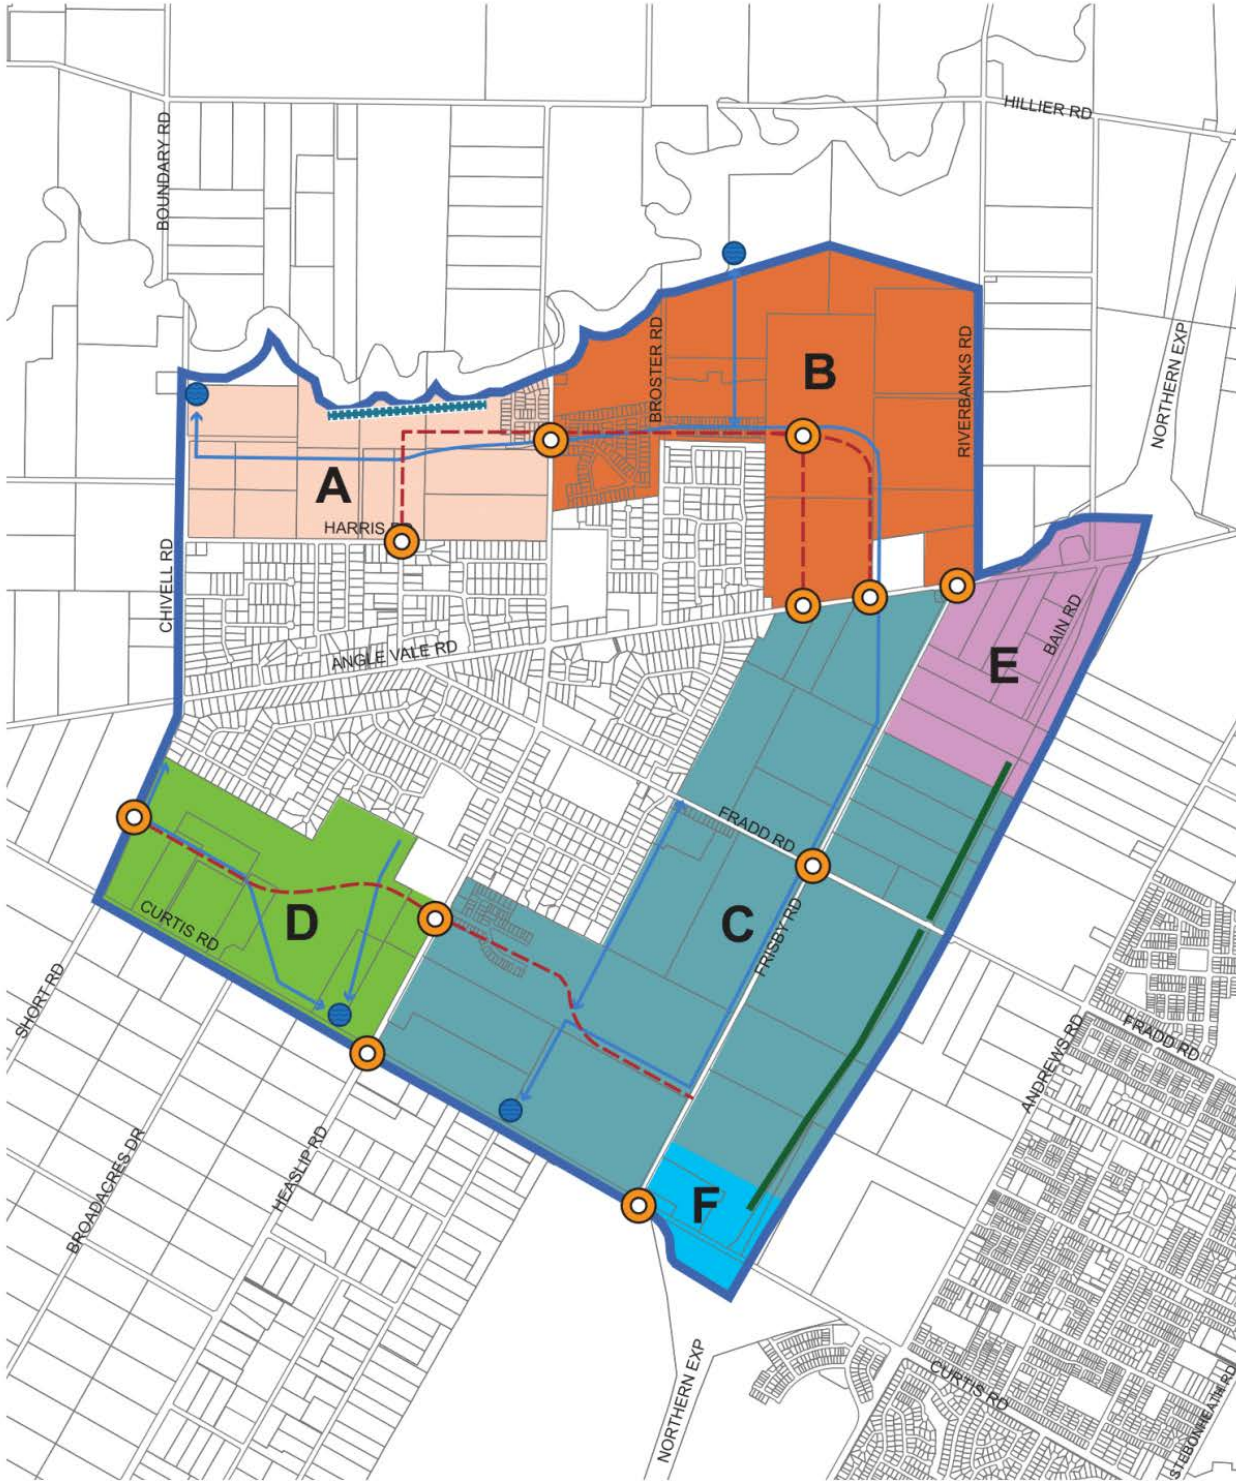 HILLIER RD
BOUNDARY RD
NORTHERN EXP
BROSTER RD
RIVERBANKS RD
B
A
HARRIS
CHIVELL RD
ANGLE VALE RD
BAIN RD
E
FRADD RD
C
D
CURTIS RD
FRISBY RD
SHORT RD
ANDREWS RD
FRADD RD
BROADACRES DR
HEASLIP RD
F
NORTHERN EXP
CURTIS RD
STEBONHEATH RD